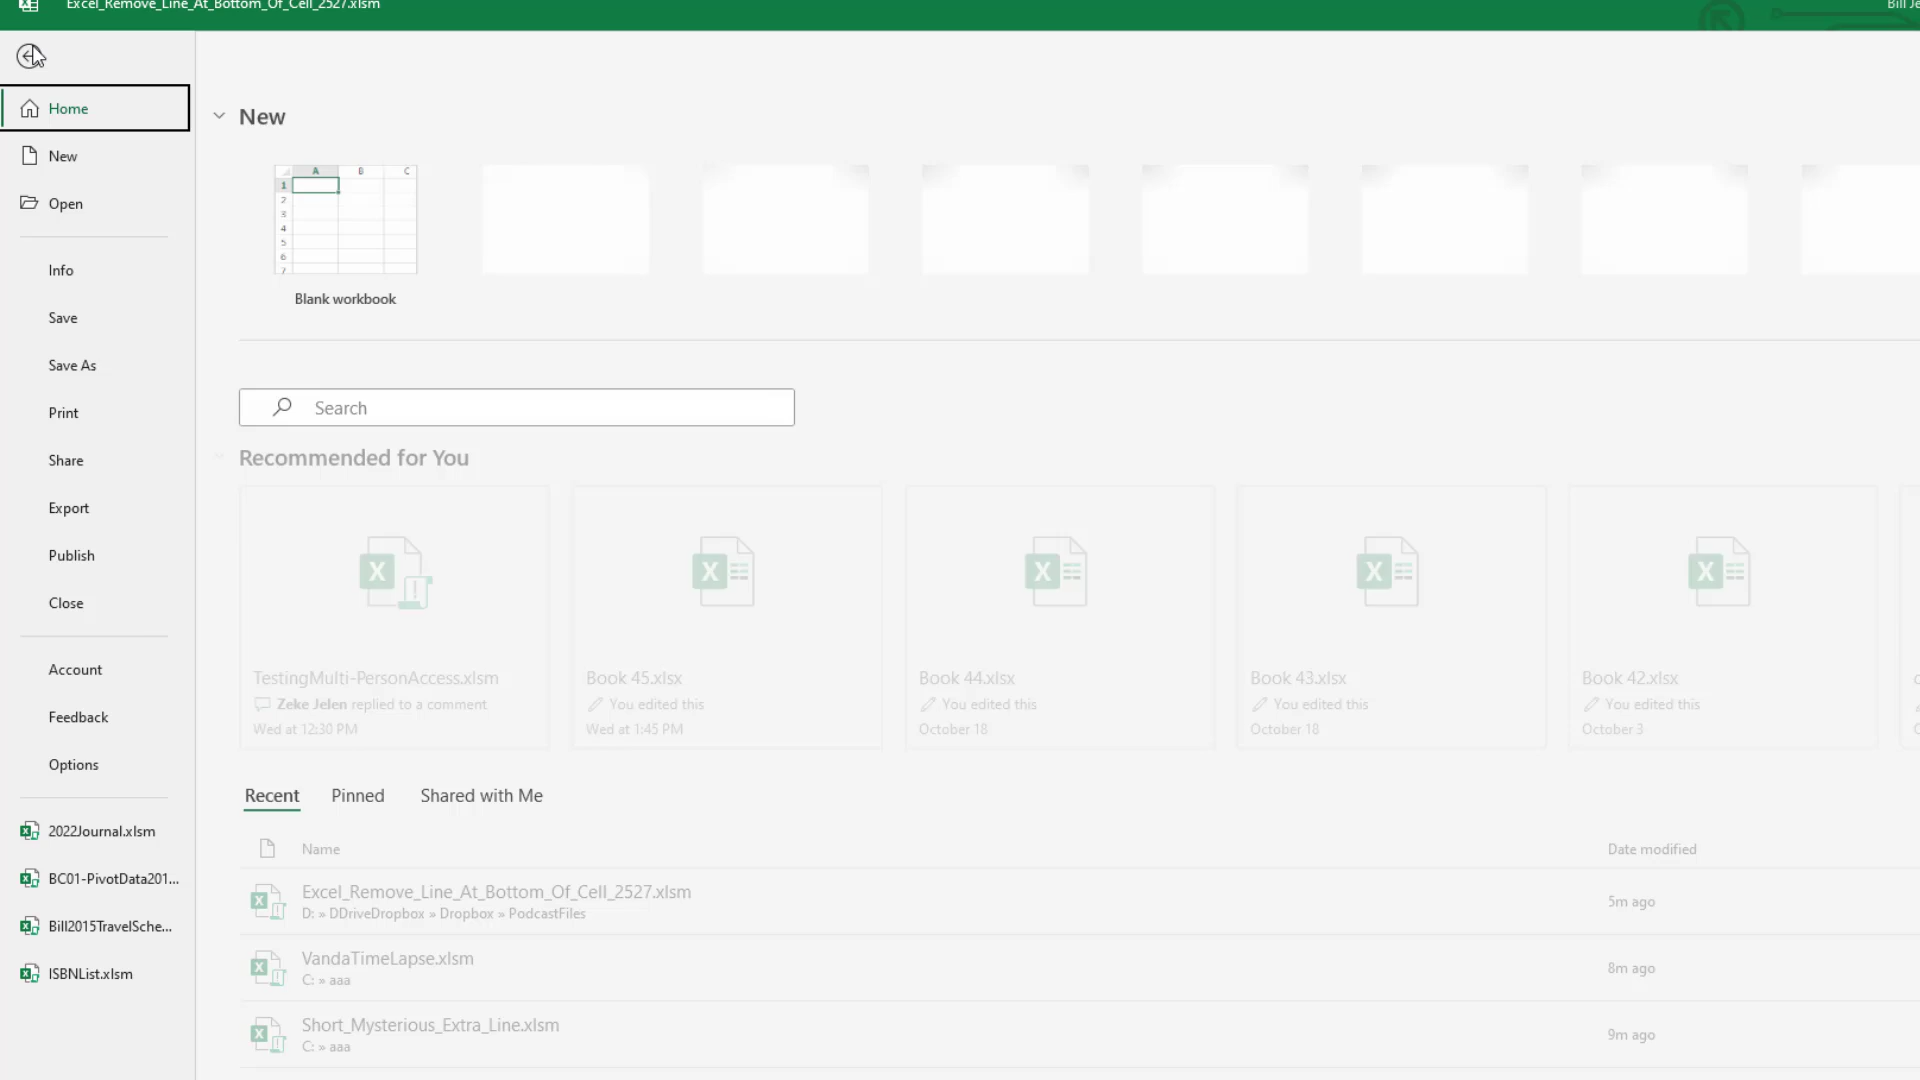 Excel_Remove_Line_At_Bottom_Of_Cell_2527.xlsm
Bill Je
Home
New
Open
Info
Save
Save As
Print
Share
Export
Publish
Close
Account
Feedback
Options
2022Journal.xlsm
BC01-PivotData201...
Bill2015TravelSche...
ISBNList.xlsm
New
A B C
1
2
3
4
5
6
7
Blank workbook
Search
Recommended for You
TestingMulti-PersonAccess.xlsm
Zeke Jelen replied to a comment
Wed at 12:30 PM
Book 45.xlsx
You edited this
Wed at 1:45 PM
Book 44.xlsx
You edited this
October 18
Book 43.xlsx
You edited this
October 18
Book 42.xlsx
You edited this
October 3
Recent Pinned Shared with Me
Name Date modified
Excel_Remove_Line_At_Bottom_Of_Cell_2527.xlsm
D: » DDriveDropbox » Dropbox » PodcastFiles
5m ago
VandaTimeLapse.xlsm
C: » aaa
8m ago
Short_Mysterious_Extra_Line.xlsm
C: » aaa
9m ago